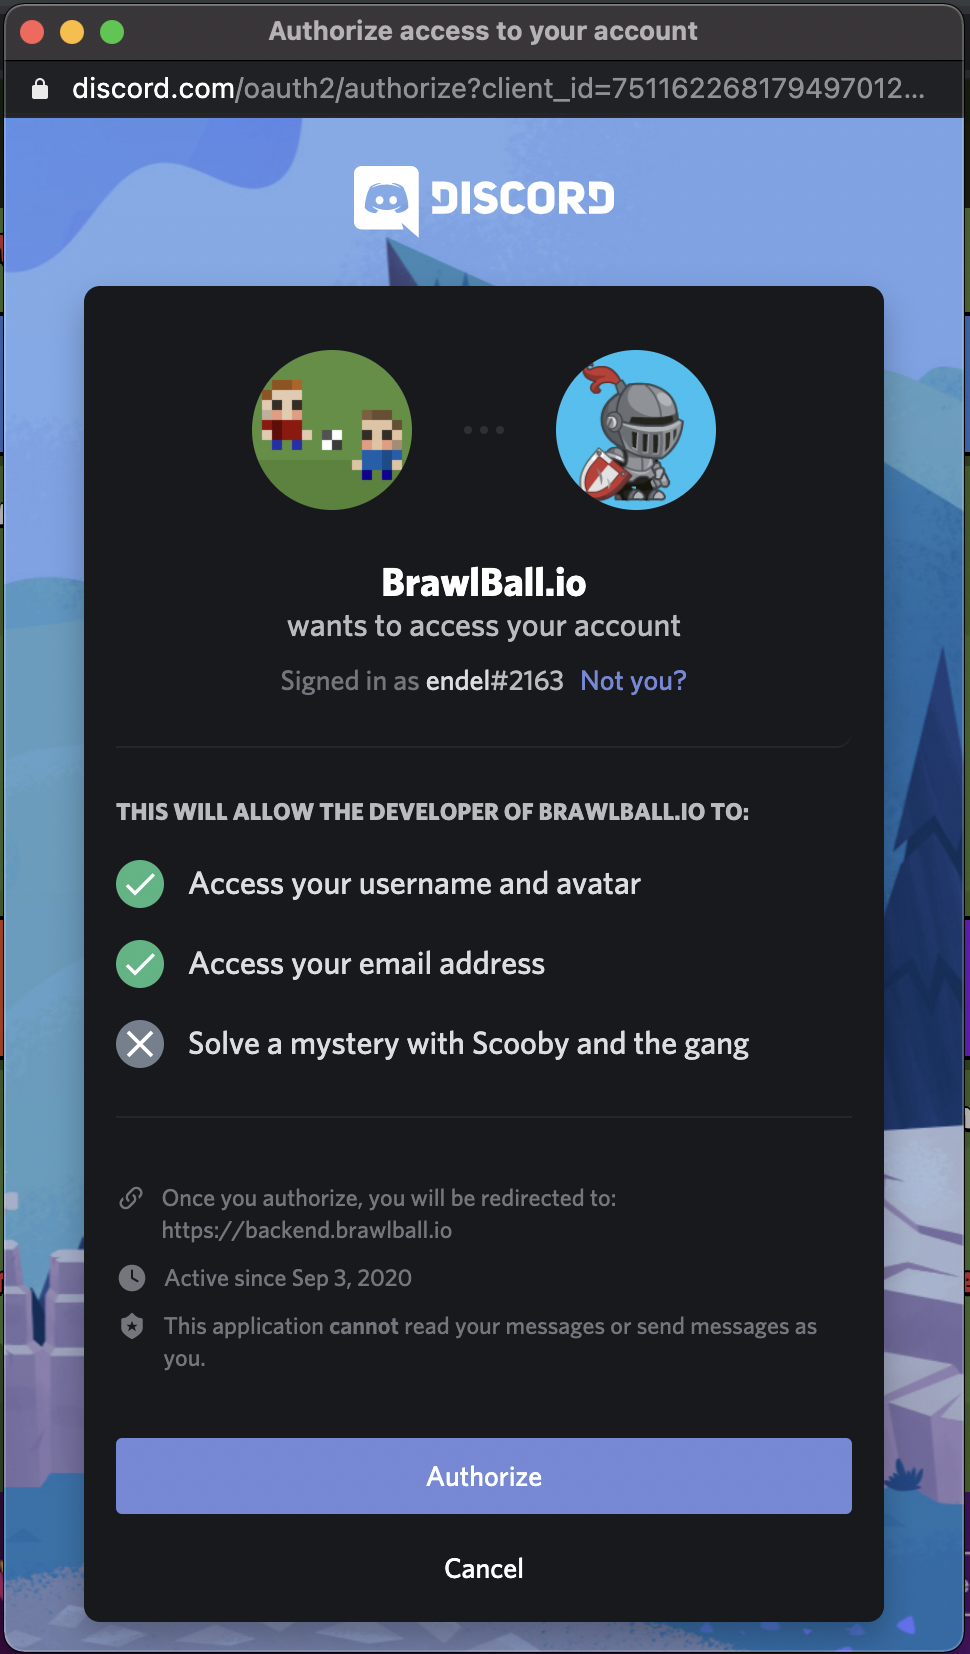 Authorize access to your account
discord.com/oauth2/authorize?client_id=751162268179497012...
DISCORD
BrawlBall.io
wants to access your account
Signed in as endel#2163 Not you?
THIS WILL ALLOW THE DEVELOPER OF BRAWLBALL.IO TO:
Access your username and avatar
Access your email address
Solve a mystery with Scooby and the gang
Once you authorize, you will be redirected to:
https://backend.brawlball.io
Active since Sep 3, 2020
This application cannot read your messages or send messages as
you.
Authorize
Cancel